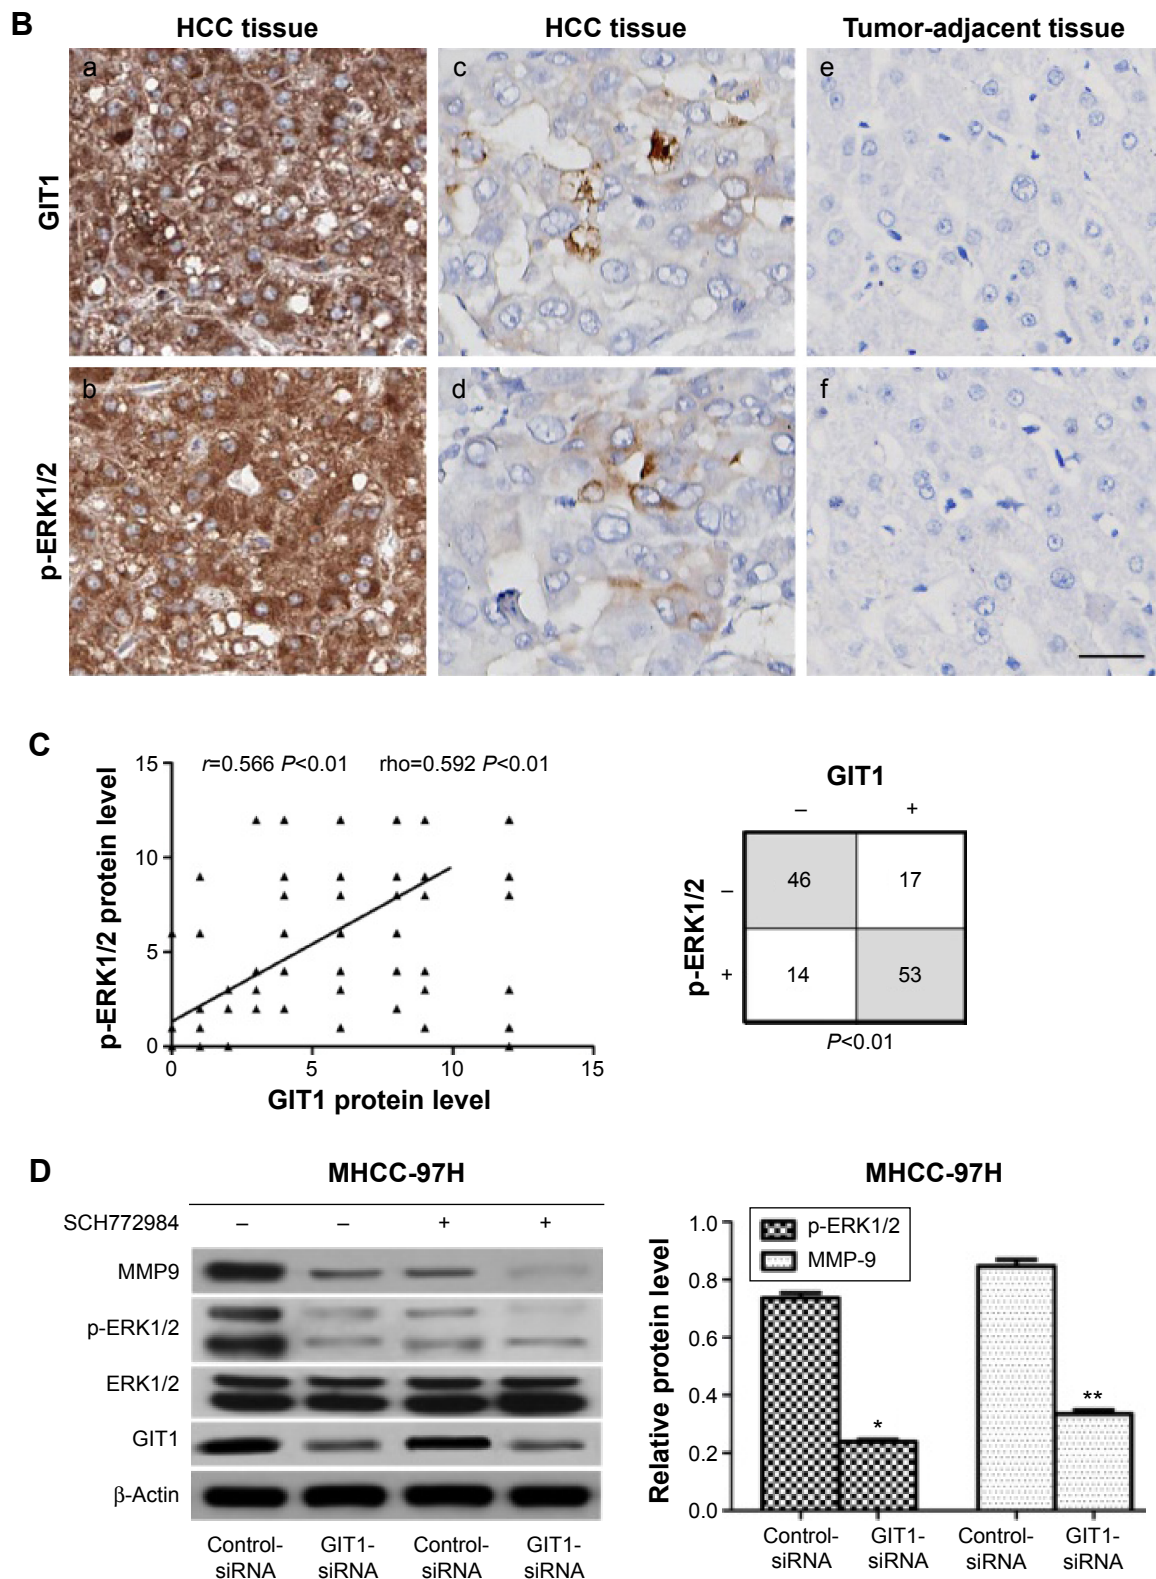 B
HCC tissue HCC tissue Tumor-adjacent tissue
GIT1
a c e
p-ERK1/2
b d f
C
r=0.566 P<0.01 rho=0.592 P<0.01
p-ERK1/2 protein level
15
10
5
0
0 5 10 15
GIT1 protein level
GIT1
– +
p-ERK1/2
– 46 17
+ 14 53
P<0.01
D
MHCC-97H
SCH772984 – – + +
MMP9
p-ERK1/2
ERK1/2
GIT1
β-Actin
Control-siRNA GIT1-siRNA Control-siRNA GIT1-siRNA
MHCC-97H
p-ERK1/2
MMP-9
Relative protein level
1.0
0.8
0.6
0.4
0.2
0.0
* **
Control-siRNA GIT1-siRNA Control-siRNA GIT1-siRNA